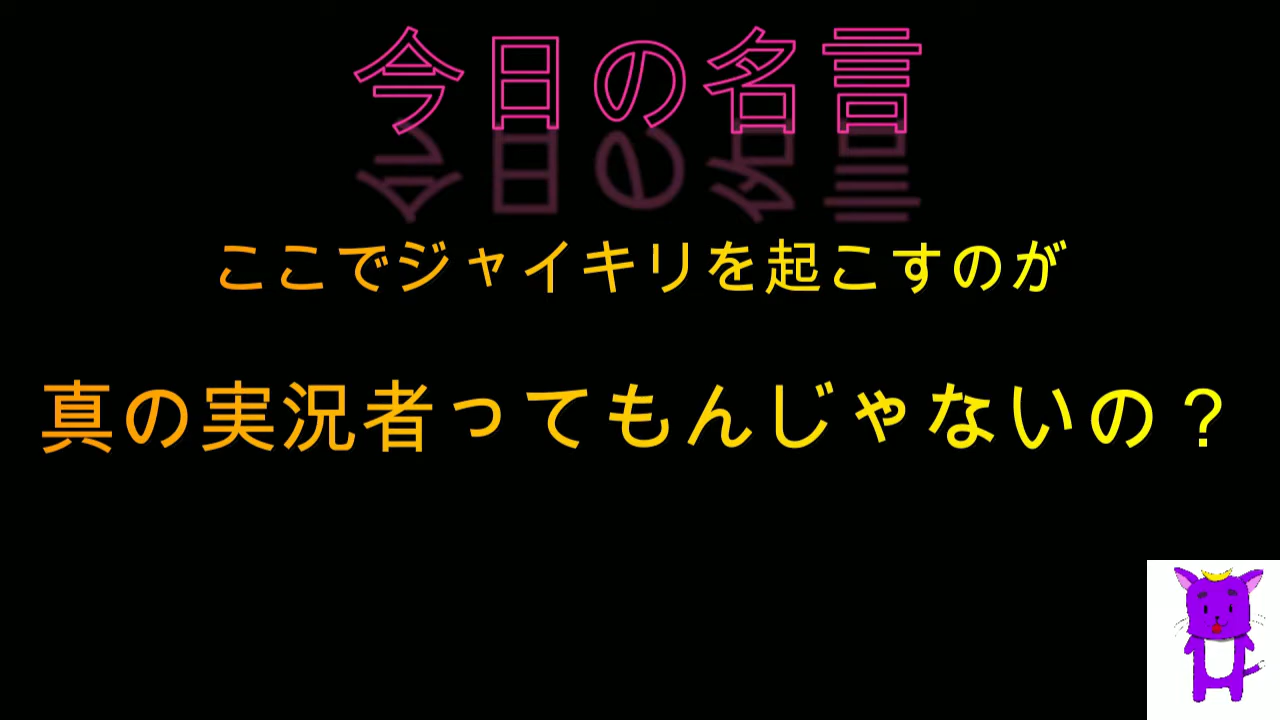 今日の名言
ここでジャイキリを起こすのが
真の実況者ってもんじゃないの？